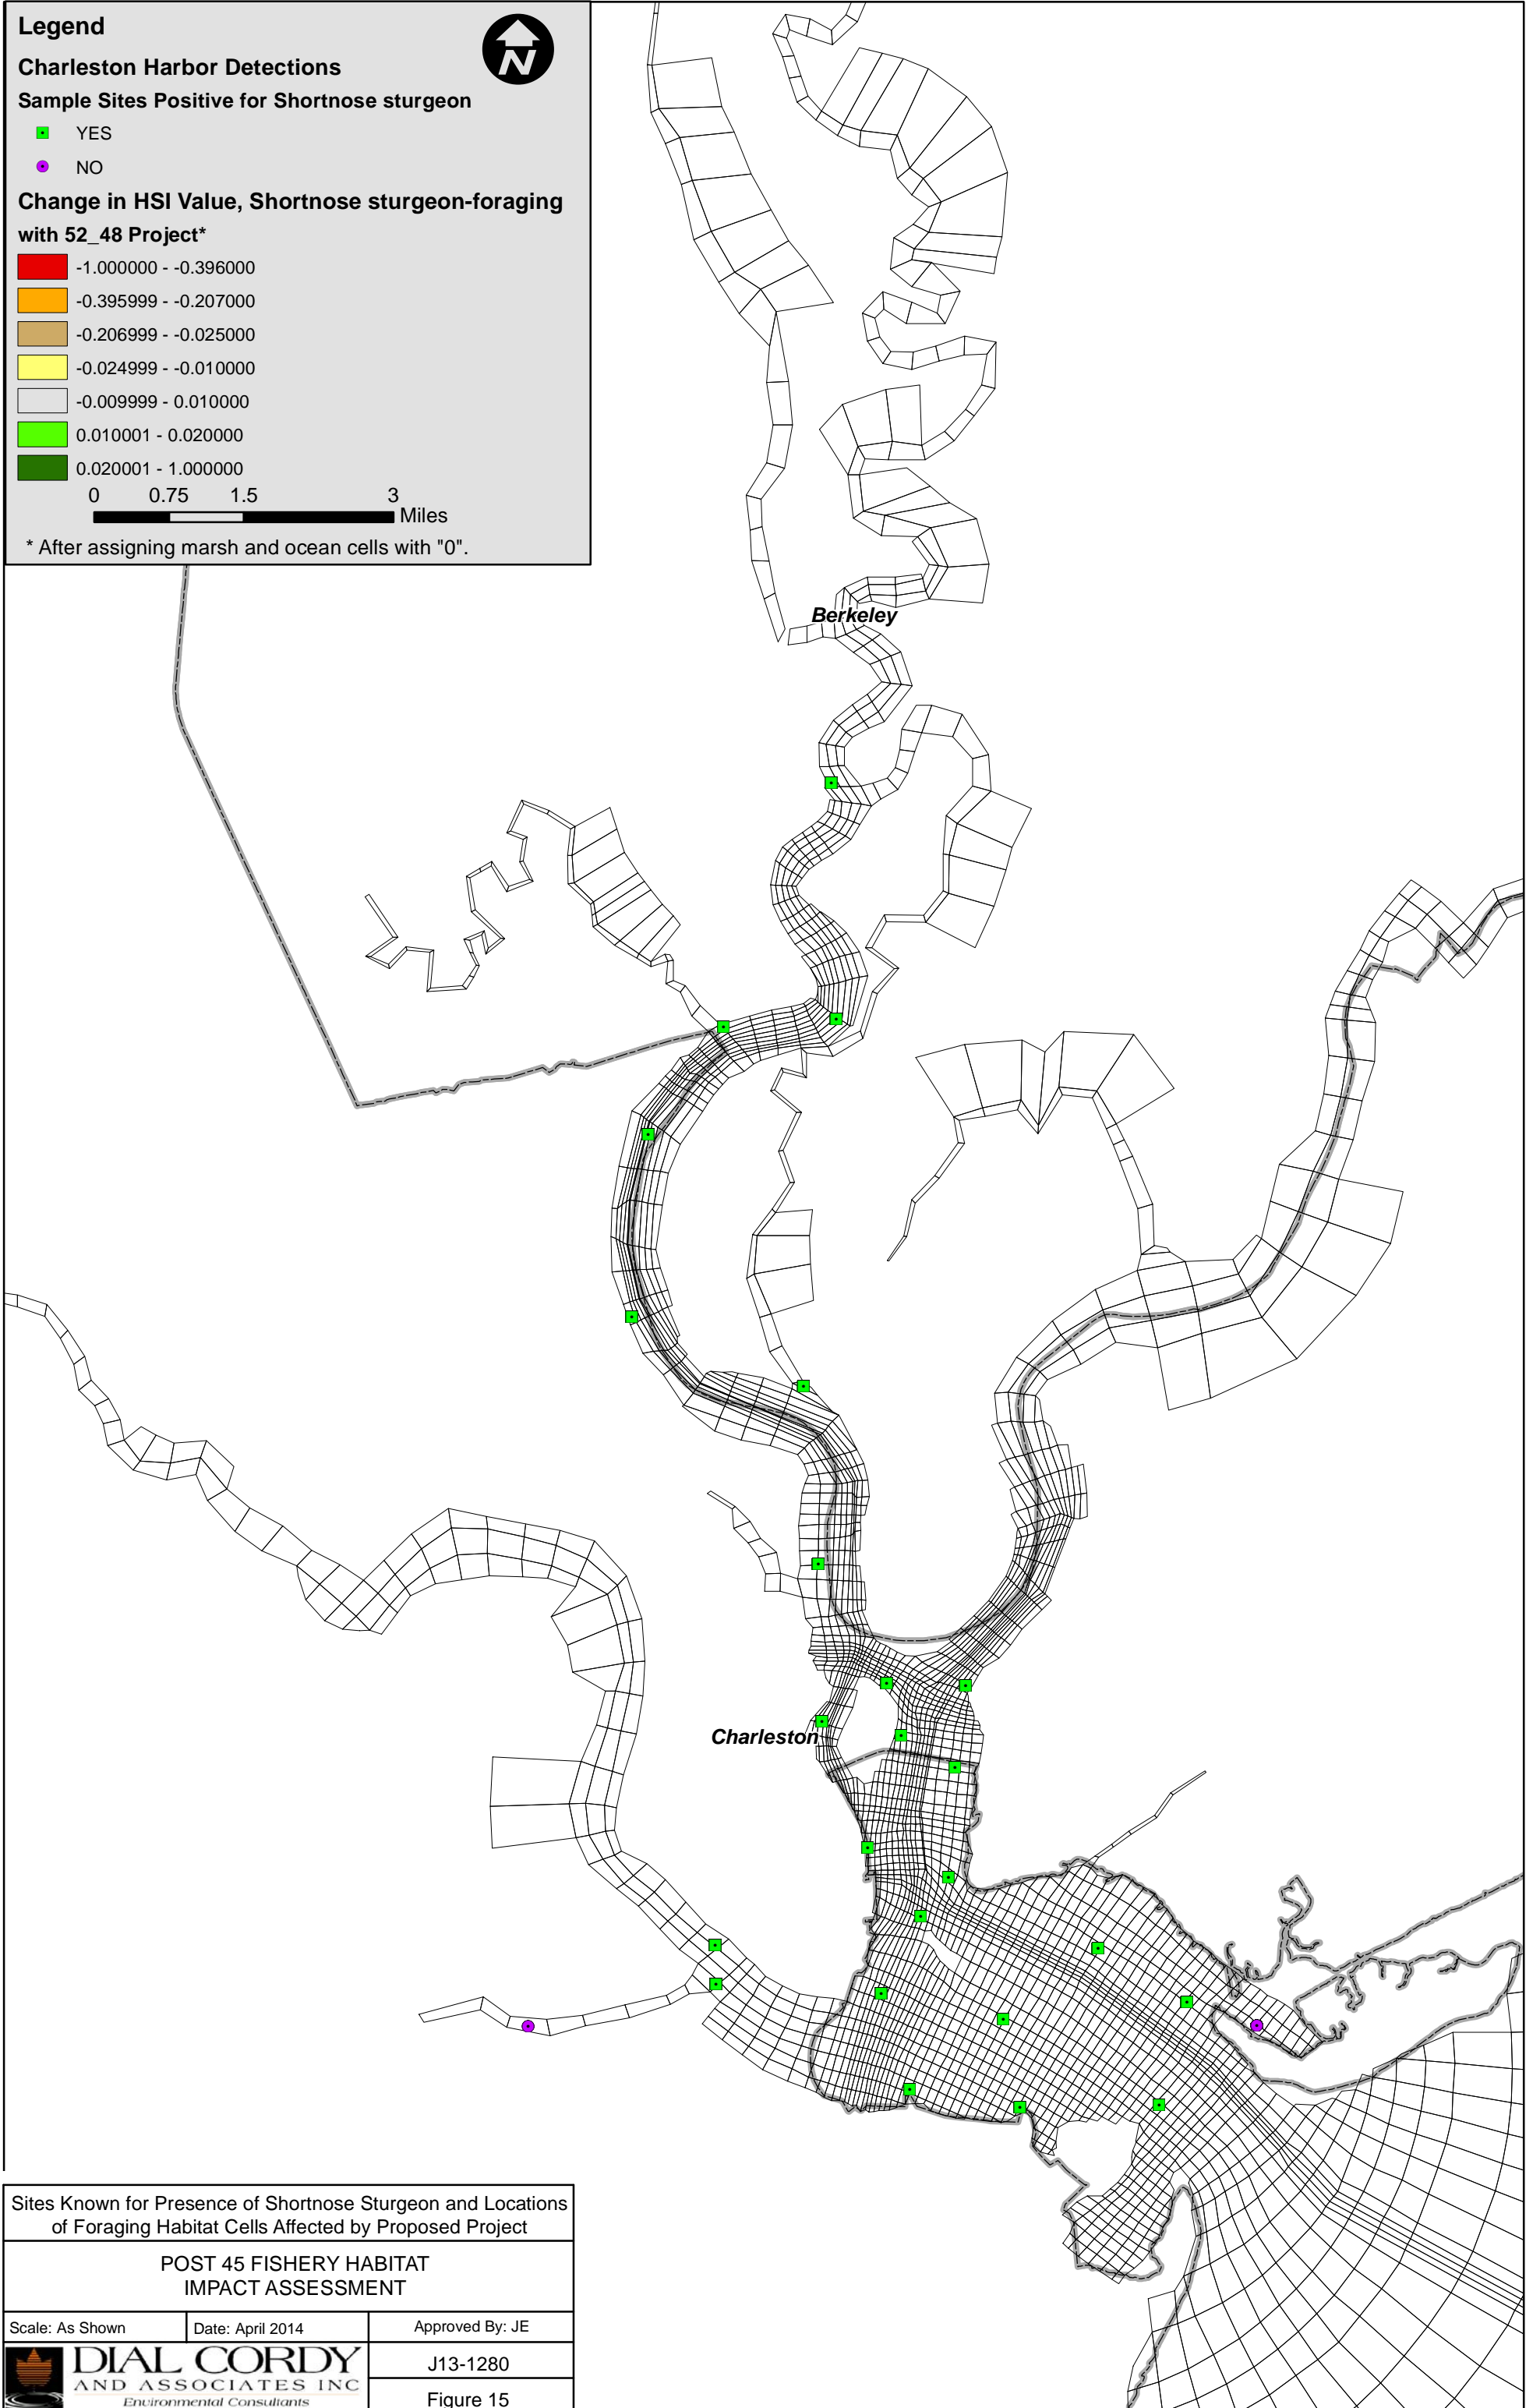 Legend
N
Charleston Harbor Detections
Sample Sites Positive for Shortnose sturgeon
YES
NO
Change in HSI Value, Shortnose sturgeon-foraging
with 52_48 Project*
-1.000000 - -0.396000
-0.395999 - -0.207000
-0.206999 - -0.025000
-0.024999 - -0.010000
-0.009999 - 0.010000
0.010001 - 0.020000
0.020001 - 1.000000
0 0.75 1.5 3
Miles
* After assigning marsh and ocean cells with "0".
Berkeley
Charleston
Sites Known for Presence of Shortnose Sturgeon and Locations
of Foraging Habitat Cells Affected by Proposed Project
POST 45 FISHERY HABITAT
IMPACT ASSESSMENT
Scale: As Shown
Date: April 2014
Approved By: JE
DIAL CORDY
AND ASSOCIATES INC
Environmental Consultants
J13-1280
Figure 15